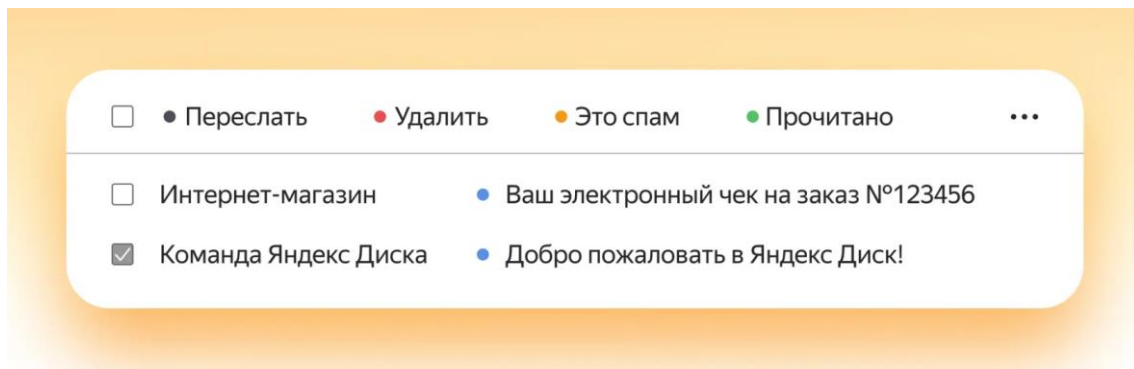 Переслать Удалить Это спам Прочитано ...
Интернет-магазин Ваш электронный чек на заказ №123456
Команда Яндекс Диска Добро пожаловать в Яндекс Диск!